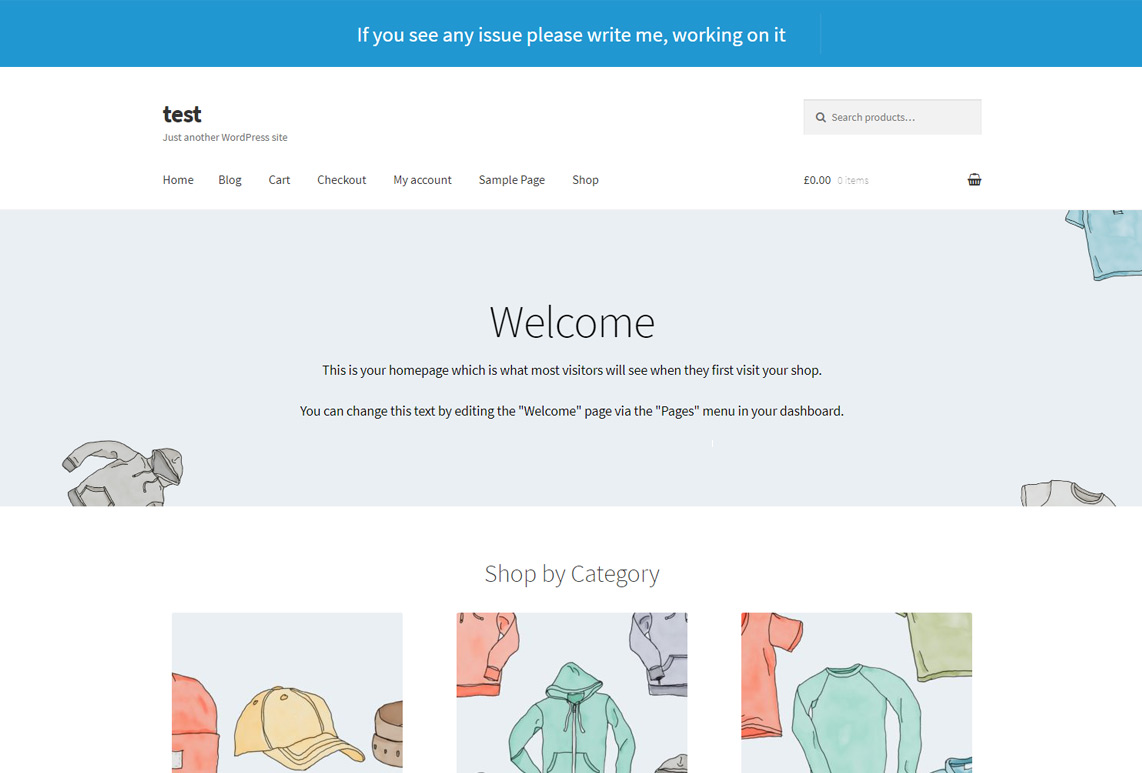 If you see any issue please write me, working on it
test
Just another WordPress site
Search products…
Home Blog Cart Checkout My account Sample Page Shop
£0.00 0 items
Welcome
This is your homepage which is what most visitors will see when they first visit your shop.
You can change this text by editing the "Welcome" page via the "Pages" menu in your dashboard.
Shop by Category